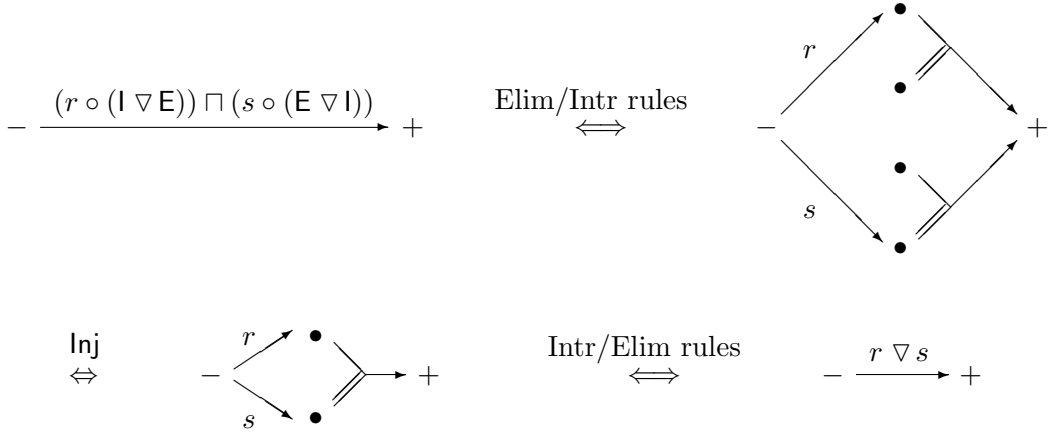 (r ∘ (I ▽ E)) ⊓ (s ∘ (E ▽ I))
− +
Elim/Intr rules
⟺
r
− +
s
Inj
⇔
r
− +
s
Intr/Elim rules
⟺
r ▽ s
− +